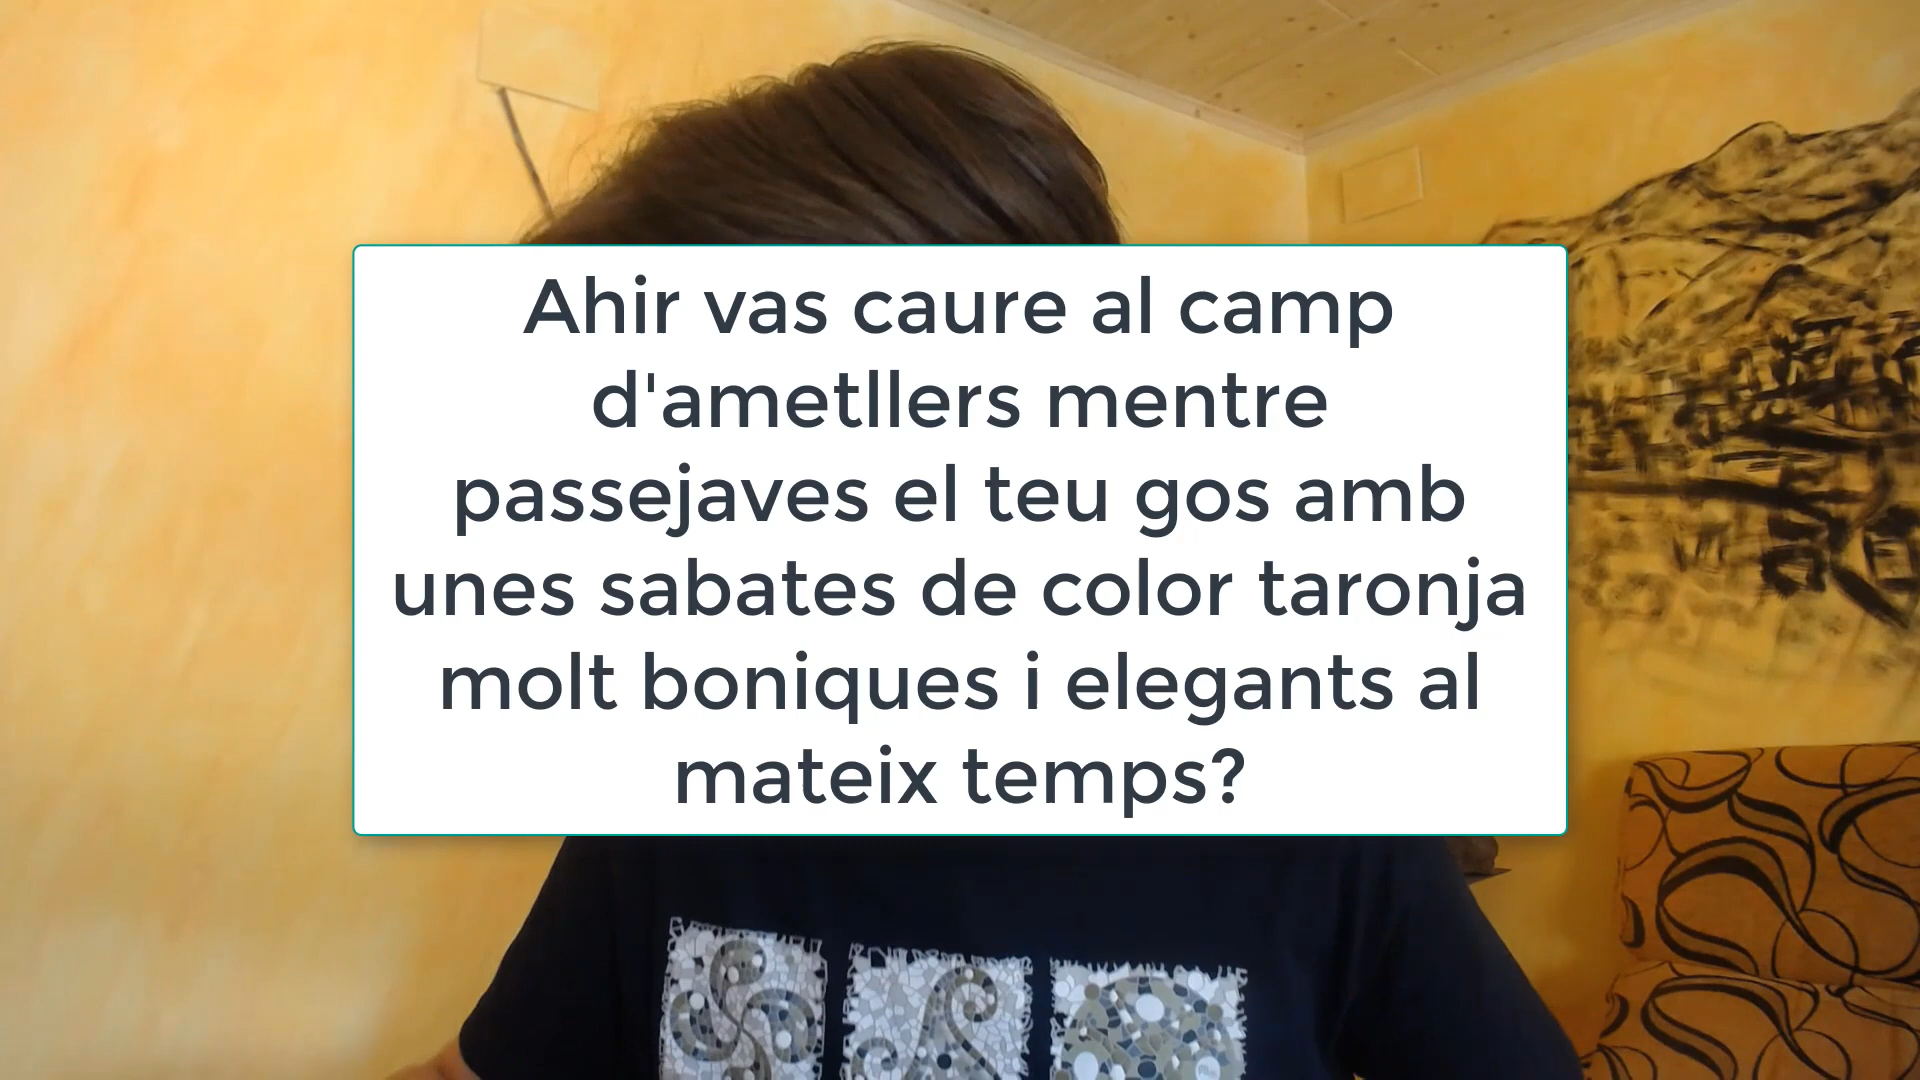 Ahir vas caure al camp
d'ametllers mentre
passejaves el teu gos amb
unes sabates de color taronja
molt boniques i elegants al
mateix temps?